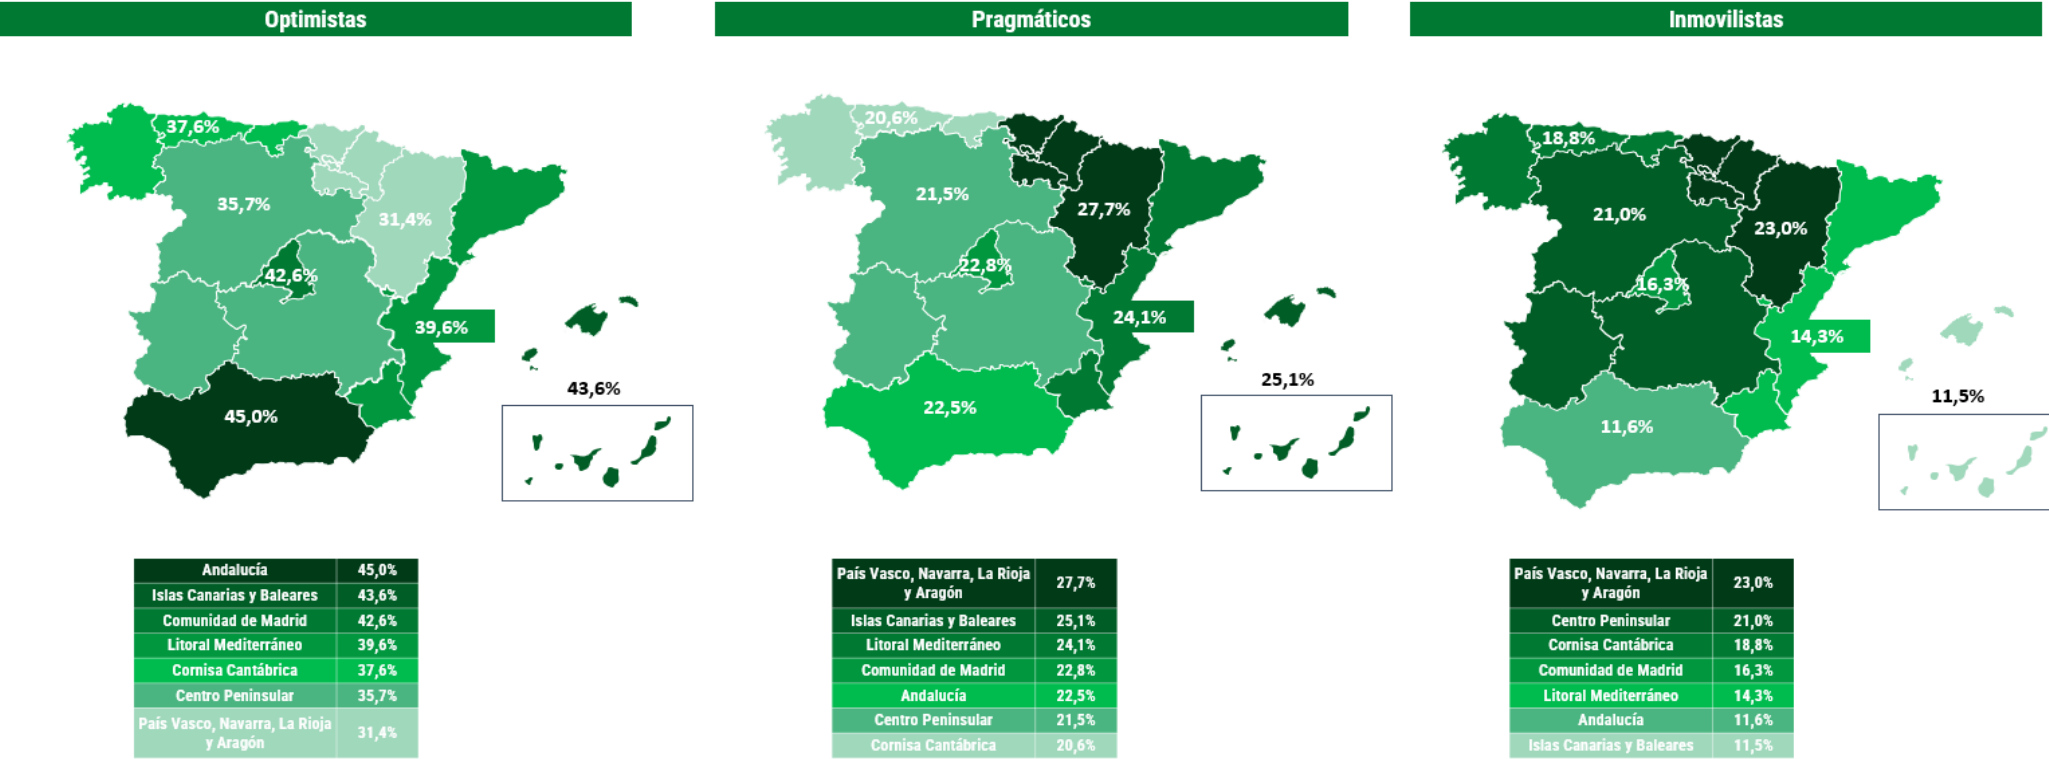 Optimistas
Pragmáticos
Inmovilistas
37,6%
35,7%
31,4%
42,6%
39,6%
43,6%
45,0%
20,6%
21,5%
27,7%
22,8%
24,1%
25,1%
22,5%
18,8%
21,0%
23,0%
16,3%
14,3%
11,5%
11,6%
Andalucía 45,0%
Islas Canarias y Baleares 43,6%
Comunidad de Madrid 42,6%
Litoral Mediterráneo 39,6%
Cornisa Cantábrica 37,6%
Centro Peninsular 35,7%
País Vasco, Navarra, La Rioja
y Aragón 31,4%
País Vasco, Navarra, La Rioja
y Aragón 27,7%
Islas Canarias y Baleares 25,1%
Litoral Mediterráneo 24,1%
Comunidad de Madrid 22,8%
Andalucía 22,5%
Centro Peninsular 21,5%
Cornisa Cantábrica 20,6%
País Vasco, Navarra, La Rioja
y Aragón 23,0%
Centro Peninsular 21,0%
Cornisa Cantábrica 18,8%
Comunidad de Madrid 16,3%
Litoral Mediterráneo 14,3%
Andalucía 11,6%
Islas Canarias y Baleares 11,5%